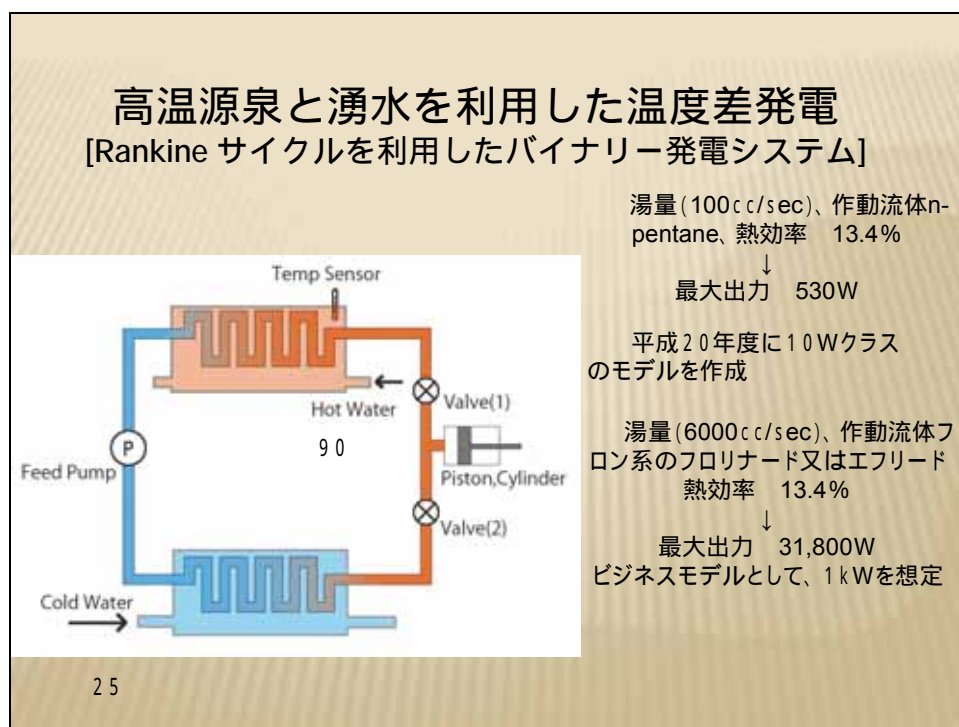 高温源泉と湧水を利用した温度差発電
[Rankine サイクルを利用したバイナリー発電システム]
湯量(100cc/sec)、作動流体n-
pentane、熱効率　13.4%
↓
最大出力　530W
平成20年度に10Wクラス
のモデルを作成
湯量(6000cc/sec)、作動流体フ
ロン系のフロリナード又はエフリード
熱効率　13.4%
↓
最大出力　31,800W
ビジネスモデルとして、1kWを想定
Temp Sensor
Hot Water
90
Valve(1)
P
Feed Pump
Piston,Cylinder
Valve(2)
Cold Water
25